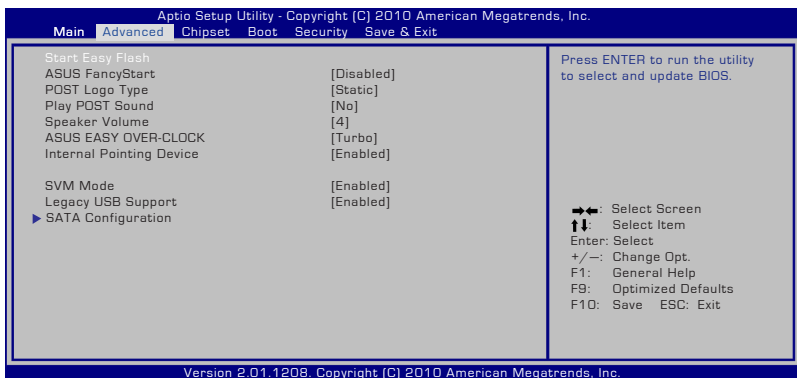 Aptio Setup Utility - Copyright (C) 2010 American Megatrends, Inc.
Main Advanced Chipset Boot Security Save & Exit
Start Easy Flash
ASUS FancyStart [Disabled]
POST Logo Type [Static]
Play POST Sound [No]
Speaker Volume [4]
ASUS EASY OVER-CLOCK [Turbo]
Internal Pointing Device [Enabled]
SVM Mode [Enabled]
Legacy USB Support [Enabled]
▶ SATA Configuration
Press ENTER to run the utility
to select and update BIOS.
→←: Select Screen
↑↓: Select Item
Enter: Select
+/—: Change Opt.
F1: General Help
F9: Optimized Defaults
F10: Save ESC: Exit
Version 2.01.1208. Copyright (C) 2010 American Megatrends, Inc.